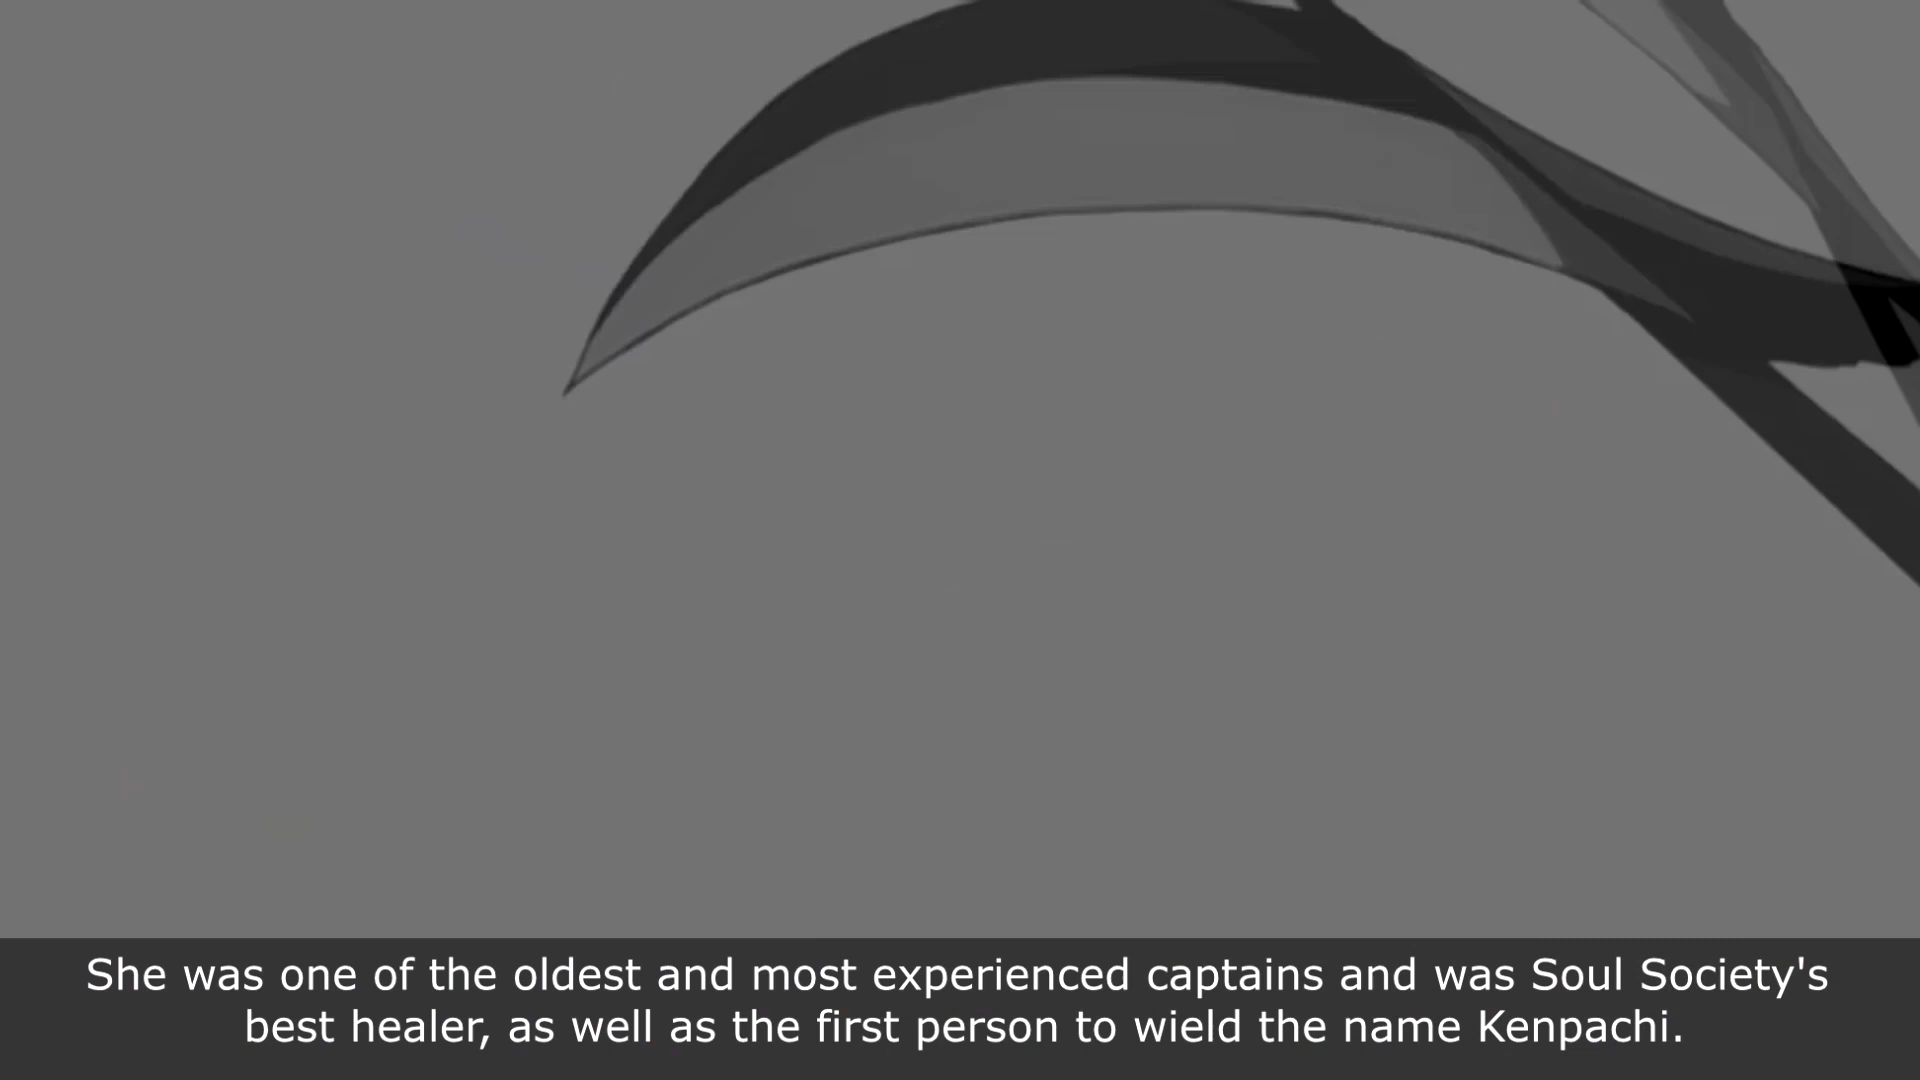 She was one of the oldest and most experienced captains and was Soul Society's
best healer, as well as the first person to wield the name Kenpachi.